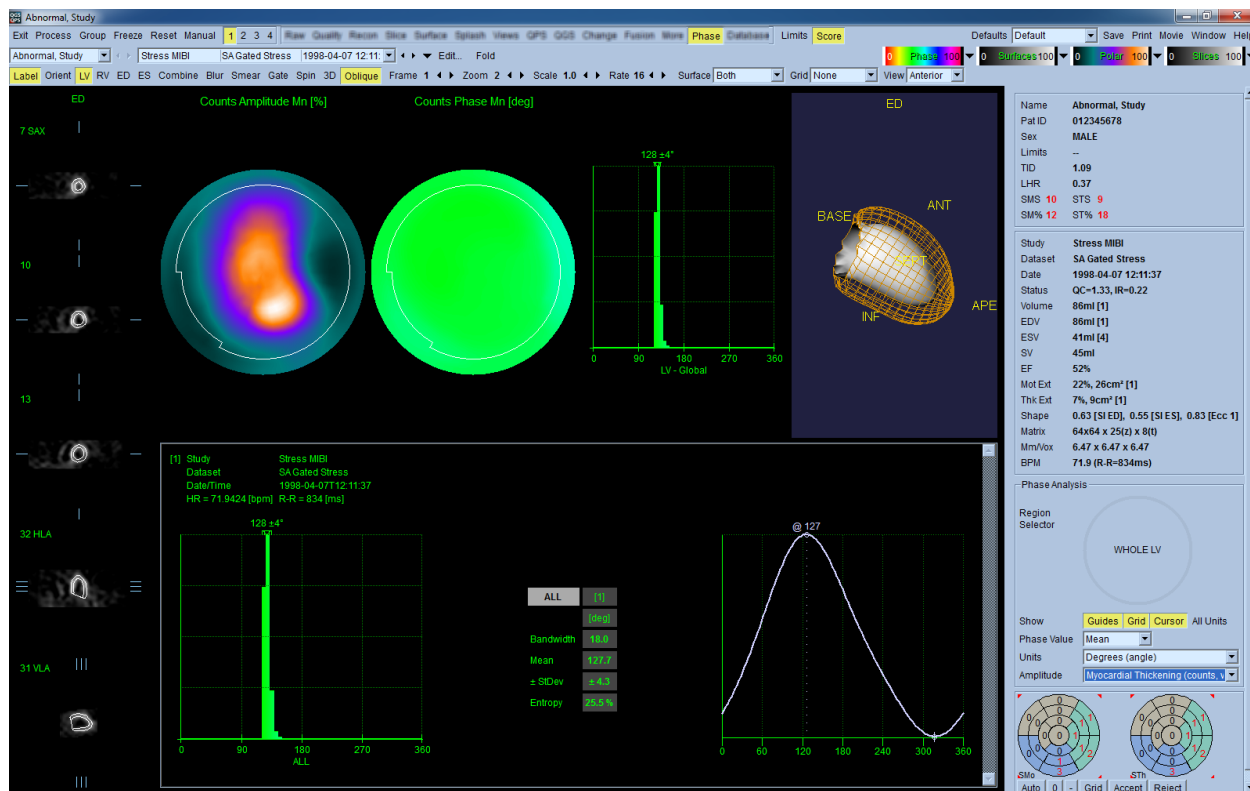 Abnormal, Study
Exit Process Group Freeze Reset Manual 1 2 3 4 Raw Quality Recon Slice Surface Splash Views QPS QGS Change Fusion More Phase Database Limits Score Defaults Default Save Print Movie Window Help
Abnormal, Study Stress MIBI SA Gated Stress 1998-04-07 12:11: Edit... Fold 0 Phase 100 0 Surfaces 100 0 Polar 100 0 Slices 100
Label Orient LV RV ED ES Combine Blur Smear Gate Spin 3D Oblique Frame 1 Zoom 2 Scale 1.0 Rate 16 Surface Both Grid None View Anterior
ED
7 SAX
10
13
32 HLA
31 VLA
Counts Amplitude Mn [%]
Counts Phase Mn [deg]
128 ±4°
0 90 180 270 360
LV - Global
ED
BASE
ANT
SEPT
INF
APE
[1] Study Stress MIBI
Dataset SA Gated Stress
Date/Time 1998-04-07T12:11:37
HR = 71.9424 [bpm] R-R = 834 [ms]
128 ±4°
0 90 180 270 360
ALL
ALL [1]
[deg]
Bandwidth 18.0
Mean 127.7
± StDev ± 4.3
Entropy 25.5 %
@ 127
0 60 120 180 240 300 360
Name Abnormal, Study
Pat ID 012345678
Sex MALE
Limits --
TID 1.09
LHR 0.37
SMS 10 STS 9
SM% 12 ST% 18
Study Stress MIBI
Dataset SA Gated Stress
Date 1998-04-07 12:11:37
Status QC=1.33, IR=0.22
Volume 86ml [1]
EDV 86ml [1]
ESV 41ml [4]
SV 45ml
EF 52%
Mot Ext 22%, 26cm² [1]
Thk Ext 7%, 9cm² [1]
Shape 0.63 [SI ED], 0.55 [SI ES], 0.83 [Ecc 1]
Matrix 64x64 x 25(z) x 8(t)
Mm/Vox 6.47 x 6.47 x 6.47
BPM 71.9 (R-R=834ms)
Phase Analysis
Region
Selector
WHOLE LV
Show Guides Grid Cursor All Units
Phase Value Mean
Units Degrees (angle)
Amplitude Myocardial Thickening (counts, v
SMo
STh
Auto 0 - Grid Accept Reject